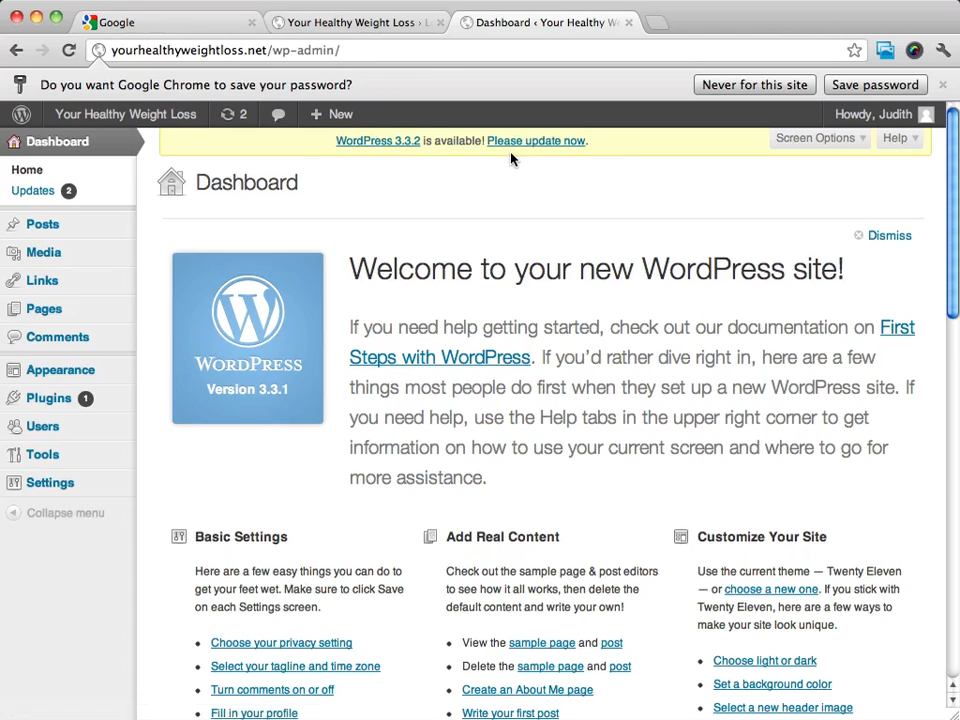 Google
Your Healthy Weight Loss › L
Dashboard ‹ Your Healthy W
yourhealthyweightloss.net/wp-admin/
Do you want Google Chrome to save your password?
Never for this site
Save password
Your Healthy Weight Loss
2
+ New
Howdy, Judith
Dashboard
WordPress 3.3.2 is available! Please update now.
Screen Options
Help
Home
Updates 2
Dashboard
Posts
Media
Links
Pages
Comments
Appearance
Plugins 1
Users
Tools
Settings
Collapse menu
Dismiss
WORDPRESS
Version 3.3.1
Welcome to your new WordPress site!
If you need help getting started, check out our documentation on First
Steps with WordPress. If you'd rather dive right in, here are a few
things most people do first when they set up a new WordPress site. If
you need help, use the Help tabs in the upper right corner to get
information on how to use your current screen and where to go for
more assistance.
Basic Settings
Here are a few easy things you can do to
get your feet wet. Make sure to click Save
on each Settings screen.
• Choose your privacy setting
• Select your tagline and time zone
• Turn comments on or off
• Fill in your profile
Add Real Content
Check out the sample page & post editors
to see how it all works, then delete the
default content and write your own!
• View the sample page and post
• Delete the sample page and post
• Create an About Me page
• Write your first post
Customize Your Site
Use the current theme — Twenty Eleven
— or choose a new one. If you stick with
Twenty Eleven, here are a few ways to
make your site look unique.
• Choose light or dark
• Set a background color
• Select a new header image